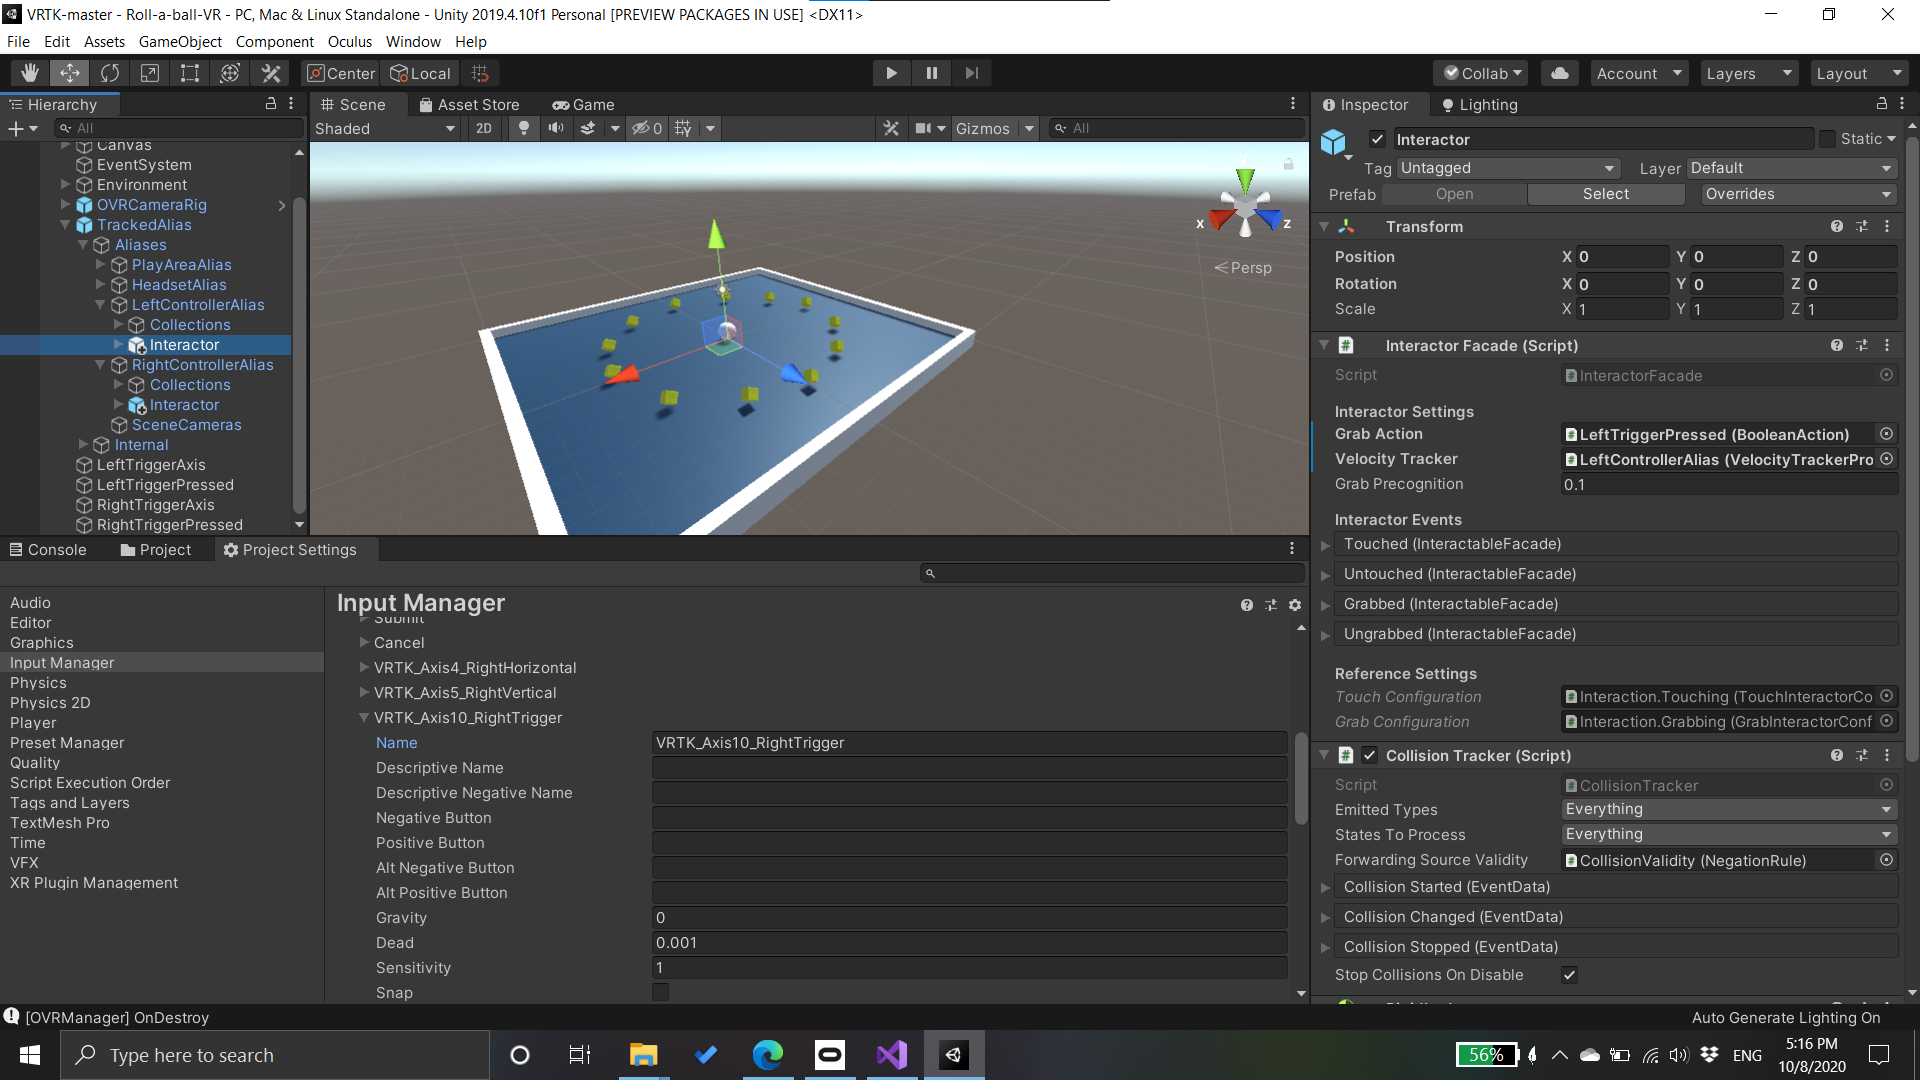 VRTK-master - Roll-a-ball-VR - PC, Mac & Linux Standalone - Unity 2019.4.10f1 Personal [PREVIEW PACKAGES IN USE] <DX11>
File Edit Assets GameObject Component Oculus Window Help
Center Local Collab Account Layers Layout
Hierarchy
All
Canvas
EventSystem
Environment
OVRCameraRig
TrackedAlias
Aliases
PlayAreaAlias
HeadsetAlias
LeftControllerAlias
Collections
Interactor
RightControllerAlias
Collections
Interactor
SceneCameras
Internal
LeftTriggerAxis
LeftTriggerPressed
RightTriggerAxis
RightTriggerPressed
Scene Asset Store Game
Shaded 2D 0 Gizmos All
x z
Persp
Console Project Project Settings
Audio
Editor
Graphics
Input Manager
Physics
Physics 2D
Player
Preset Manager
Quality
Script Execution Order
Tags and Layers
TextMesh Pro
Time
VFX
XR Plugin Management
Input Manager
Submit
Cancel
VRTK_Axis4_RightHorizontal
VRTK_Axis5_RightVertical
VRTK_Axis10_RightTrigger
Name VRTK_Axis10_RightTrigger
Descriptive Name
Descriptive Negative Name
Negative Button
Positive Button
Alt Negative Button
Alt Positive Button
Gravity 0
Dead 0.001
Sensitivity 1
Snap
Inspector Lighting
Interactor Static
Tag Untagged Layer Default
Prefab Open Select Overrides
Transform
Position X 0 Y 0 Z 0
Rotation X 0 Y 0 Z 0
Scale X 1 Y 1 Z 1
Interactor Facade (Script)
Script InteractorFacade
Interactor Settings
Grab Action LeftTriggerPressed (BooleanAction)
Velocity Tracker LeftControllerAlias (VelocityTrackerPro
Grab Precognition 0.1
Interactor Events
Touched (InteractableFacade)
Untouched (InteractableFacade)
Grabbed (InteractableFacade)
Ungrabbed (InteractableFacade)
Reference Settings
Touch Configuration Interaction.Touching (TouchInteractorCo
Grab Configuration Interaction.Grabbing (GrabInteractorConf
Collision Tracker (Script)
Script CollisionTracker
Emitted Types Everything
States To Process Everything
Forwarding Source Validity CollisionValidity (NegationRule)
Collision Started (EventData)
Collision Changed (EventData)
Collision Stopped (EventData)
Stop Collisions On Disable
[OVRManager] OnDestroy
Auto Generate Lighting On
Type here to search
56%
ENG
5:16 PM
10/8/2020